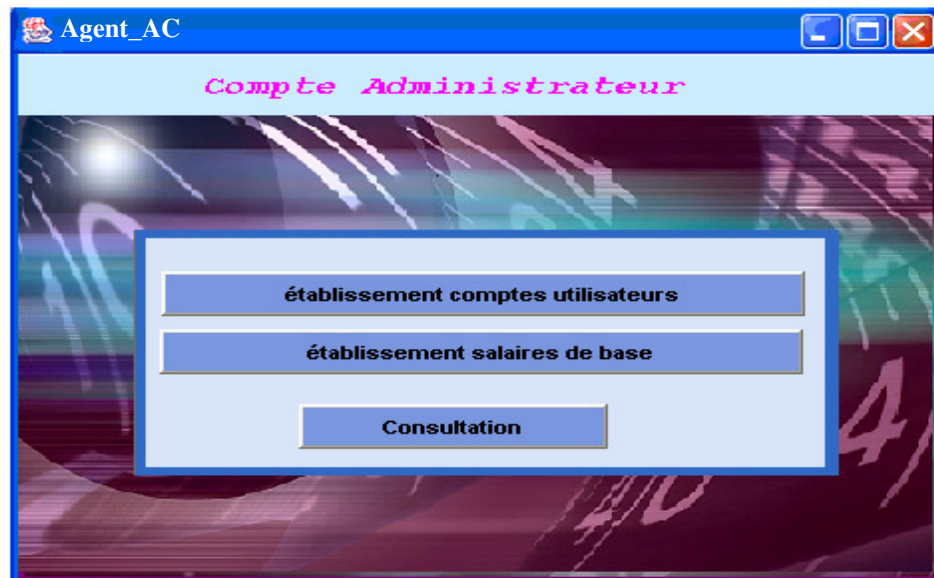 Agent_AC
Compte Administrateur
établissement comptes utilisateurs
établissement salaires de base
Consultation